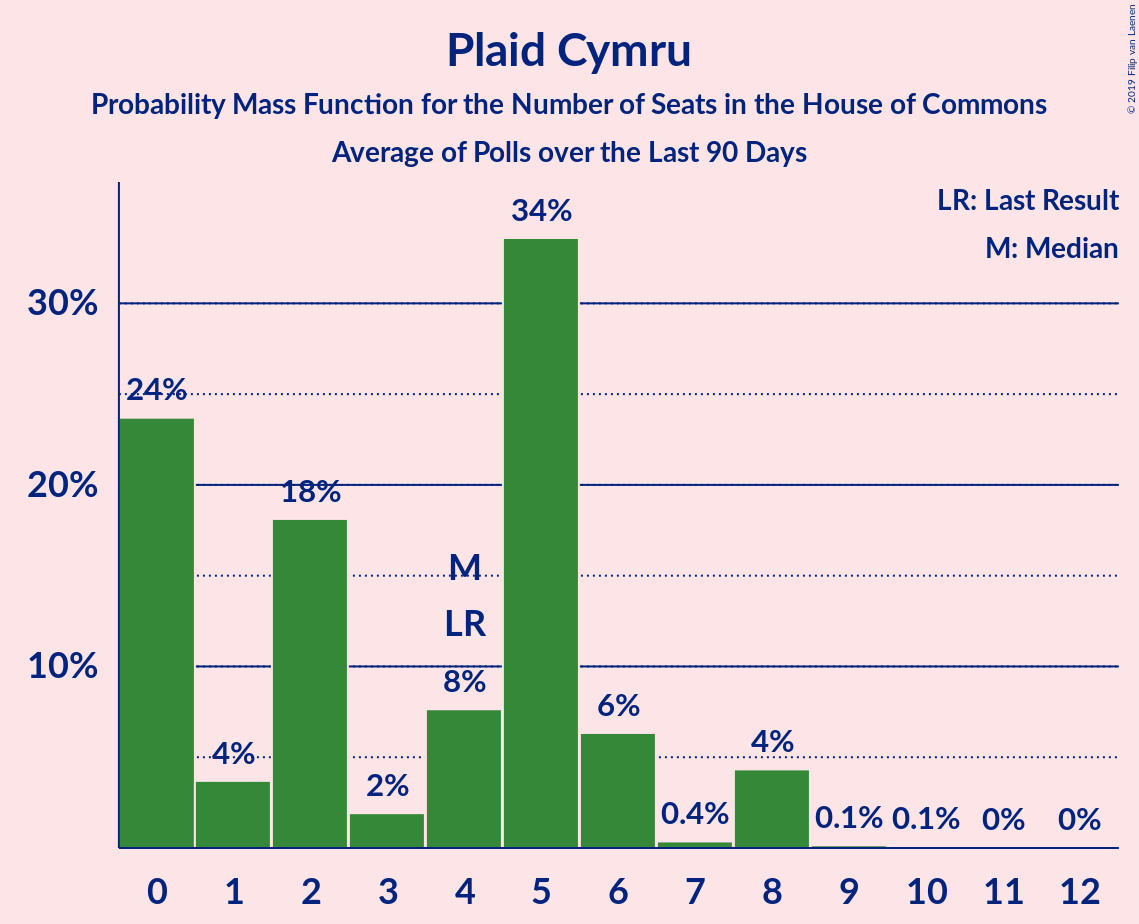 Plaid Cymru
Probability Mass Function for the Number of Seats in the House of Commons
Average of Polls over the Last 90 Days
© 2019 Filip van Laenen
LR: Last Result
M: Median
34%
30%
24%
20%
18%
M
LR
10%
8%
6%
4%
4%
2%
0.4%
0.1%
0.1%
0%
0%
0 1 2 3 4 5 6 7 8 9 10 11 12